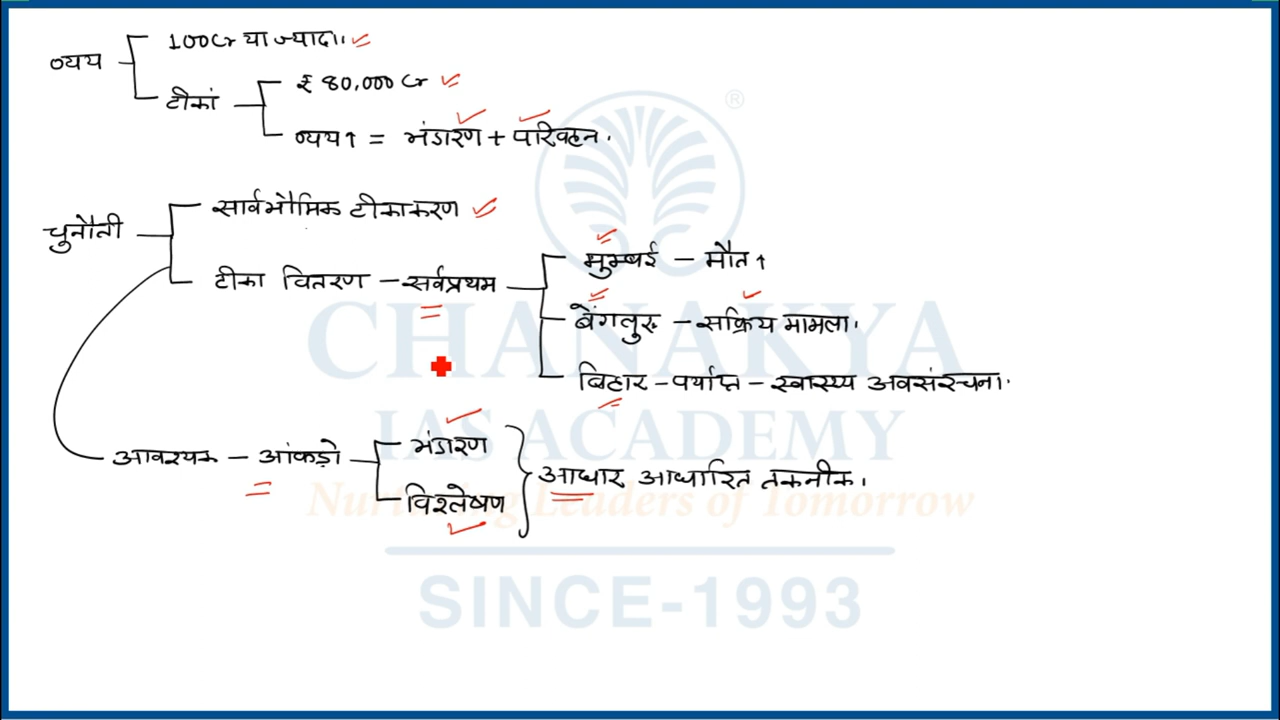 व्यय
100Cr या ज्यादा।
टीकां
₹ 80,000 Cr
व्यय↑ = भंडारण + परिवहन.
चुनौती
सार्वभौमिक टीकाकरण
टीका वितरण – सर्वप्रथम
मुम्बई – मौत↑
बेंगलुरु – सक्रिय मामला.
बिहार – पर्याप्त – स्वास्थ्य अवसंरचना.
आवश्यक – आंकड़ो
भंडारण
विश्लेषण
आधार आधारित तकनीक.
CHANAKYA
IAS ACADEMY
Nurturing Leaders of Tomorrow
SINCE-1993
®